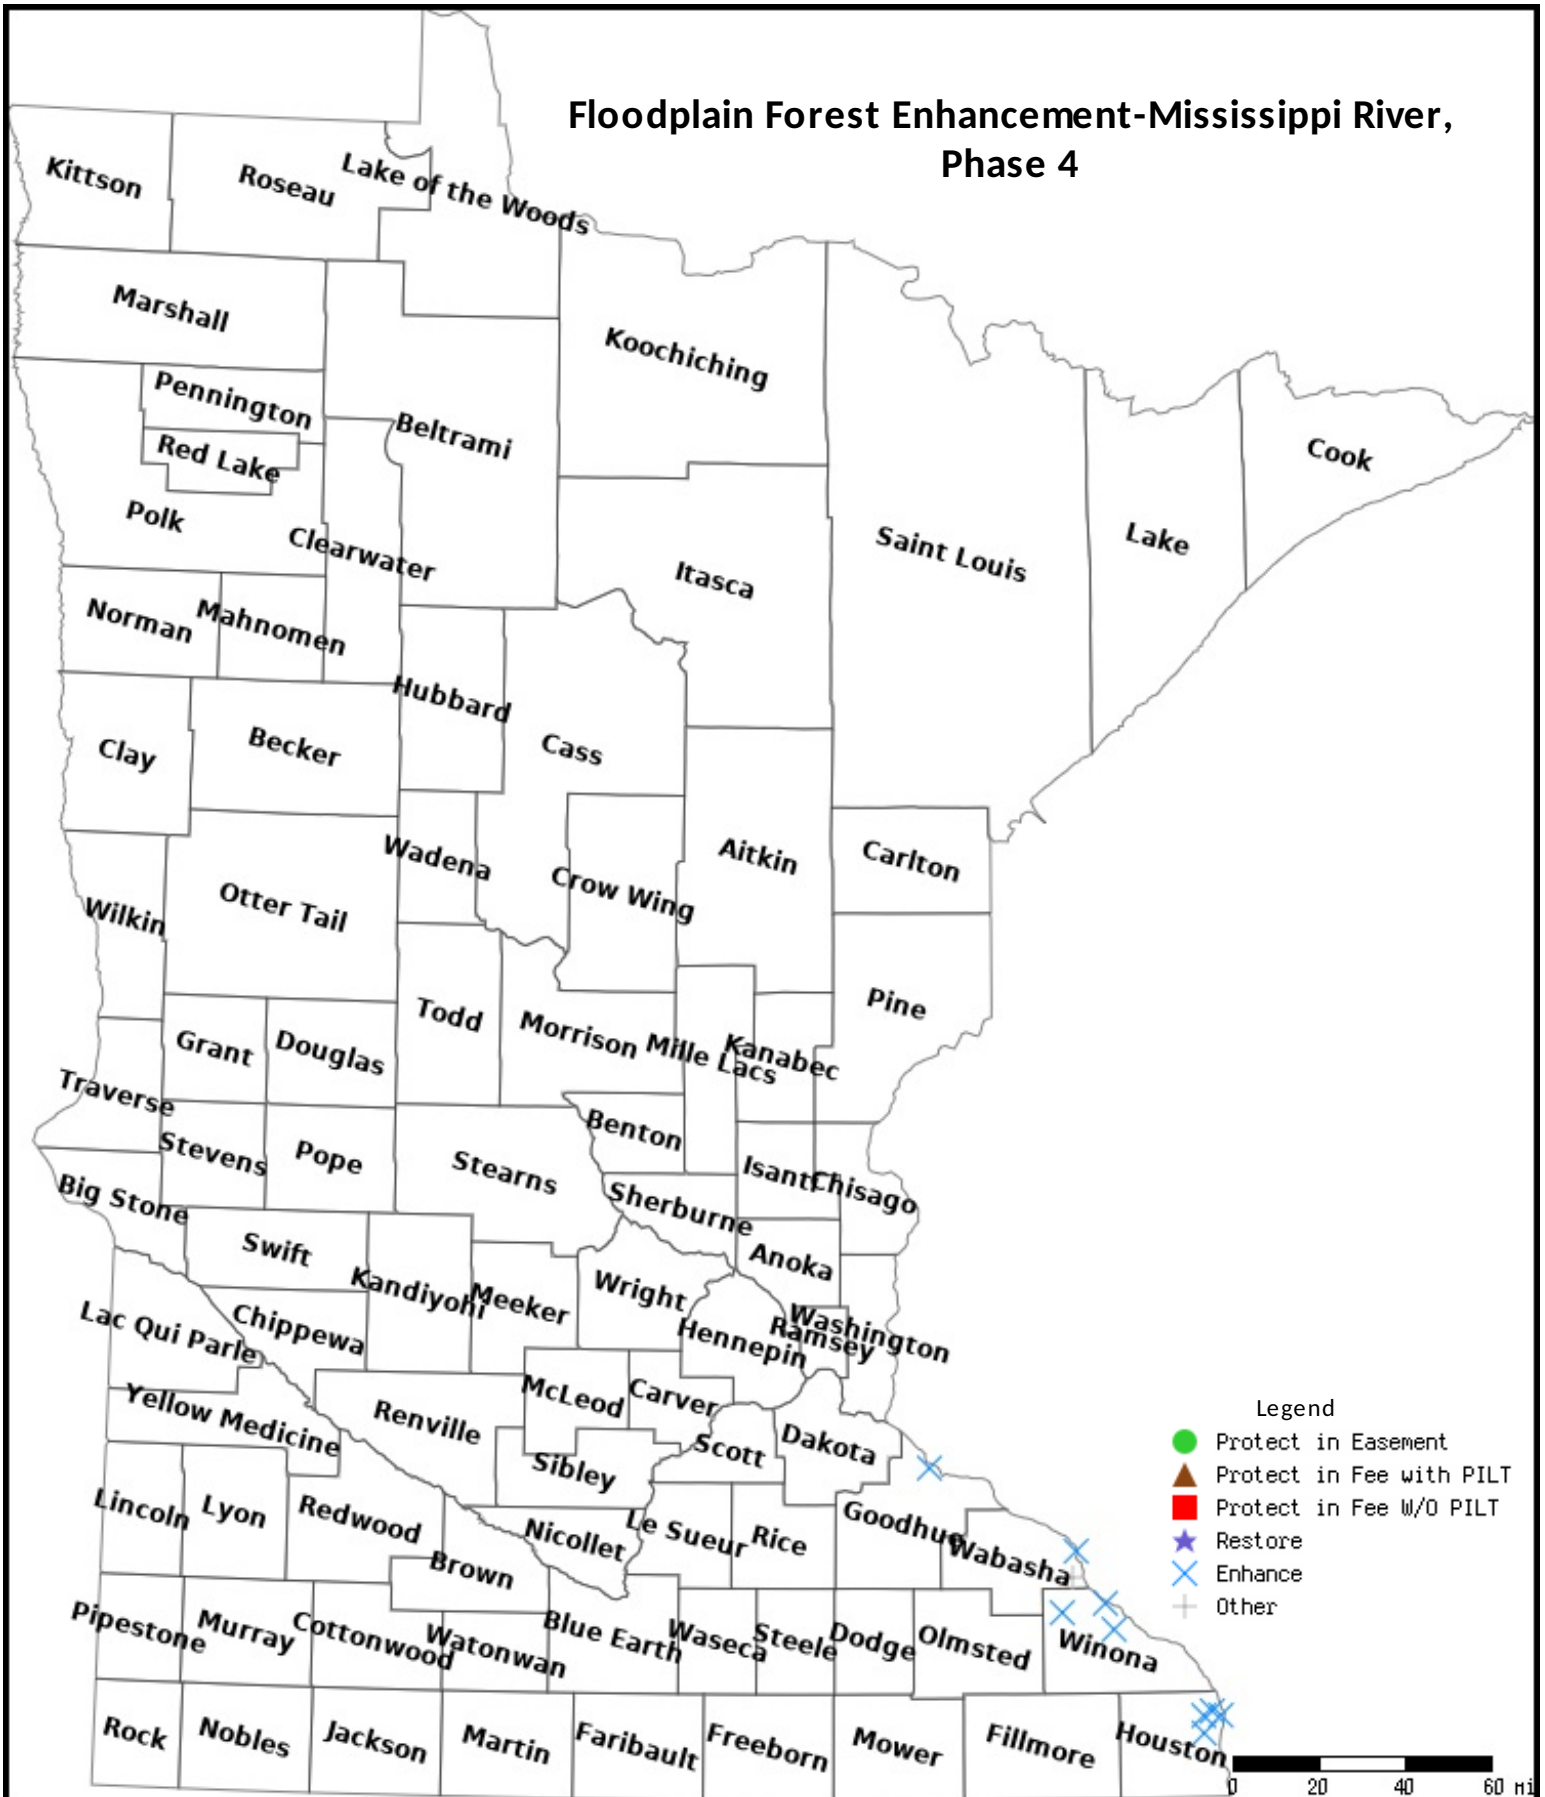 Floodplain Forest Enhancement-Mississippi River,
Phase 4
Kittson
Roseau
Lake of the Woods
Marshall
Koochiching
Pennington
Beltrami
Red Lake
Cook
Polk
Clearwater
Saint Louis
Lake
Itasca
Norman
Mahnomen
Hubbard
Clay
Becker
Cass
Wadena
Aitkin
Carlton
Crow Wing
Otter Tail
Wilkin
Pine
Todd
Morrison
Mille Lacs
Kanabec
Grant
Douglas
Traverse
Benton
Stevens
Pope
Stearns
Isanti
Chisago
Big Stone
Sherburne
Swift
Anoka
Kandiyohi
Meeker
Wright
Washington
Ramsey
Hennepin
Lac Qui Parle
Chippewa
McLeod
Carver
Yellow Medicine
Renville
Scott
Dakota
Sibley
Legend
Protect in Easement
Protect in Fee with PILT
Protect in Fee W/O PILT
Restore
Enhance
Other
Lincoln
Lyon
Redwood
Nicollet
Le Sueur
Rice
Goodhue
Wabasha
Brown
Pipestone
Murray
Cottonwood
Watonwan
Blue Earth
Waseca
Steele
Dodge
Olmsted
Winona
Rock
Nobles
Jackson
Martin
Faribault
Freeborn
Mower
Fillmore
Houston
0 20 40 60 mi